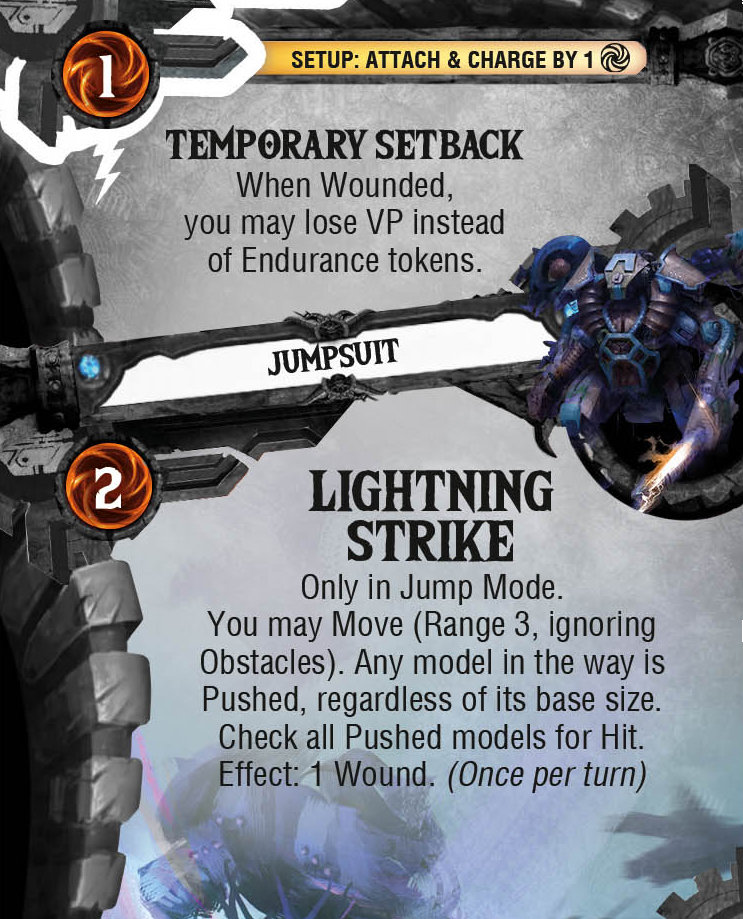 1
SETUP: ATTACH & CHARGE BY 1
TEMPORARY SETBACK
When Wounded,
you may lose VP instead
of Endurance tokens.
JUMPSUIT
2
LIGHTNING
STRIKE
Only in Jump Mode.
You may Move (Range 3, ignoring
Obstacles). Any model in the way is
Pushed, regardless of its base size.
Check all Pushed models for Hit.
Effect: 1 Wound. (Once per turn)